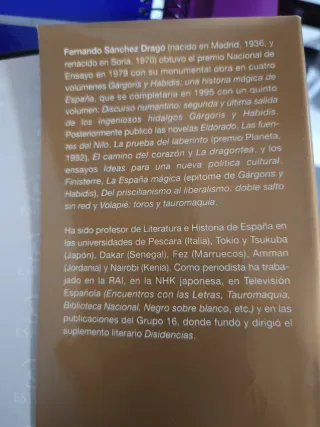 Fernando Sánchez Dragó (nacido en Madrid, 1936, y
renacido en Soria, 1970) obtuvo el premio Nacional de
Ensayo en 1979 con su monumental obra en cuatro
volúmenes Gárgoris y Habidis: una historia mágica de
España, que se completaría en 1995 con un quinto
volumen: Discurso numantino: segunda y última salida
de los ingeniosos hidalgos Gárgoris y Habidis.
Posteriormente publicó las novelas Eldorado, Las fuen-
tes del Nilo, La prueba del laberinto (premio Planeta,
1992), El camino del corazón y La dragontea, y los
ensayos Ideas para una nueva política cultural,
Finisterre, La España mágica (epítome de Gárgoris y
Habidis), Del priscilianismo al liberalismo: doble salto
sin red y Volapié: toros y tauromaquia.
Ha sido profesor de Literatura e Historia de España en
las universidades de Pescara (Italia), Tokio y Tsukuba
(Japón), Dakar (Senegal), Fez (Marruecos), Amman
(Jordania) y Nairobi (Kenia). Como periodista ha traba-
jado en la RAI, en la NHK japonesa, en Televisión
Española (Encuentros con las Letras, Tauromaquia,
Biblioteca Nacional, Negro sobre blanco, etc.) y en las
publicaciones del Grupo 16, donde fundó y dirigió el
suplemento literario Disidencias.